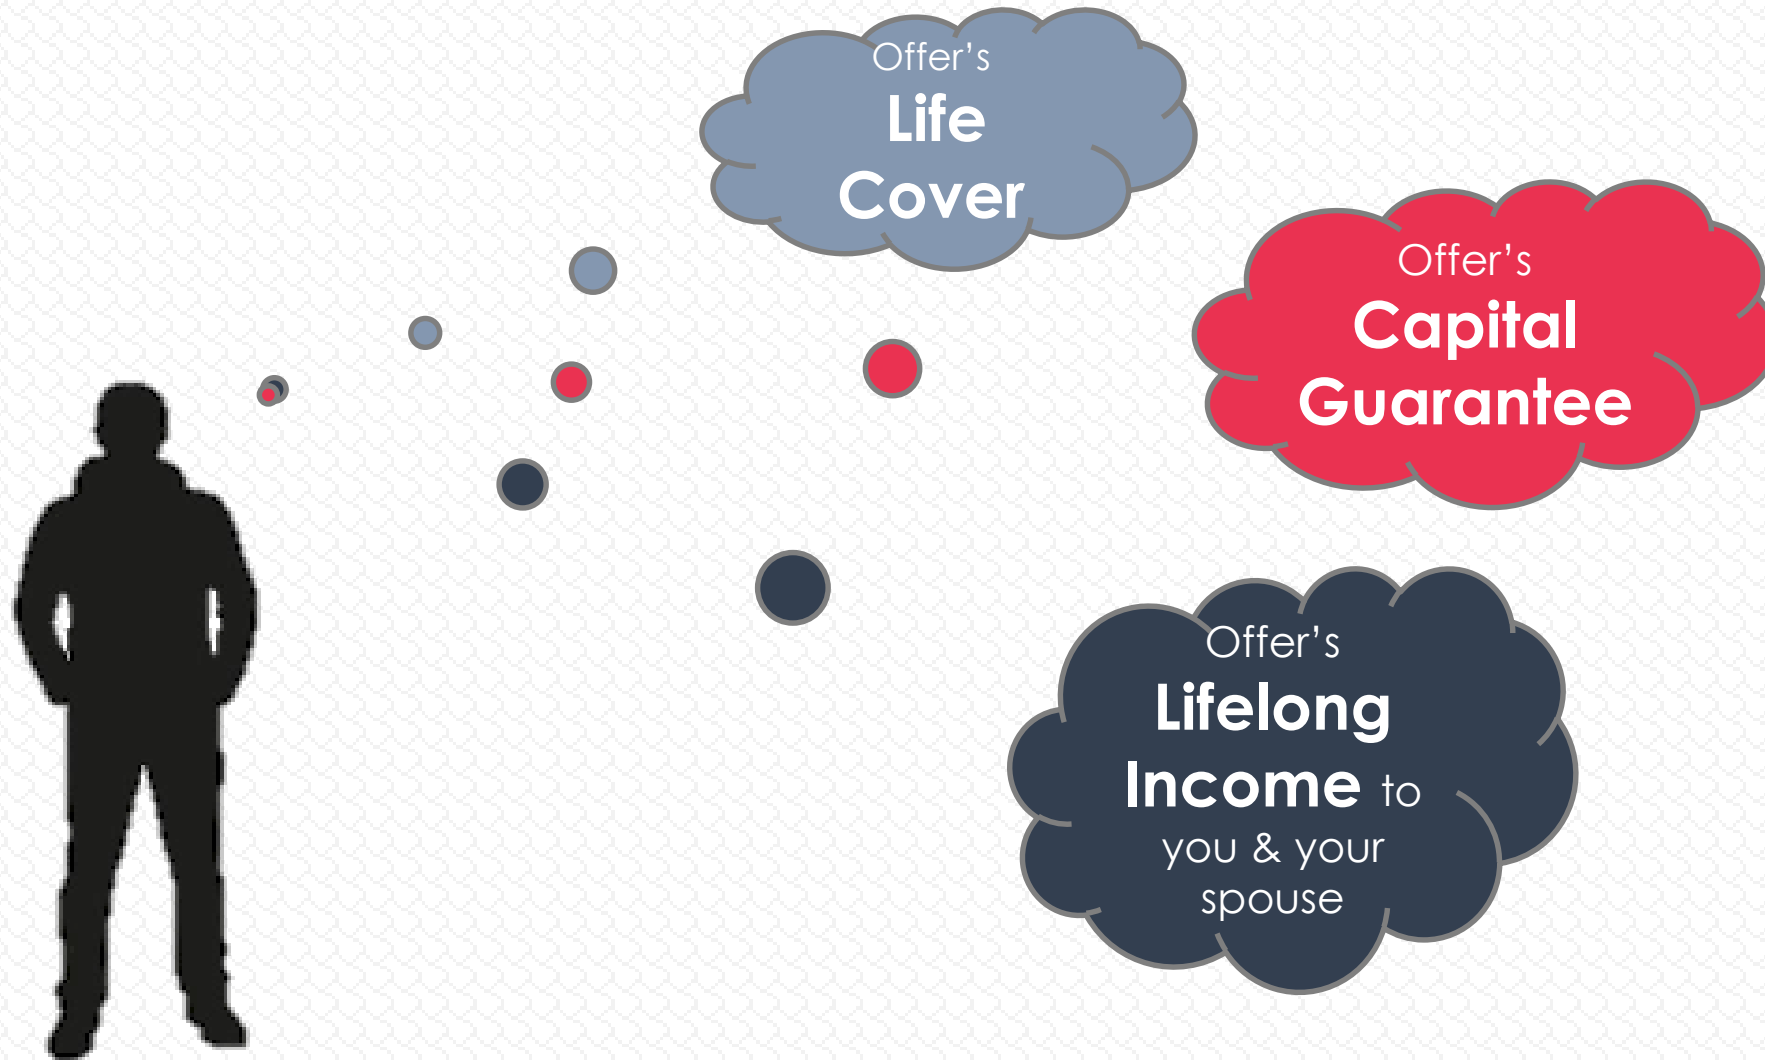 Offer’s
Life
Cover
Offer’s
Capital
Guarantee
Offer’s
Lifelong
Income to
you & your
spouse